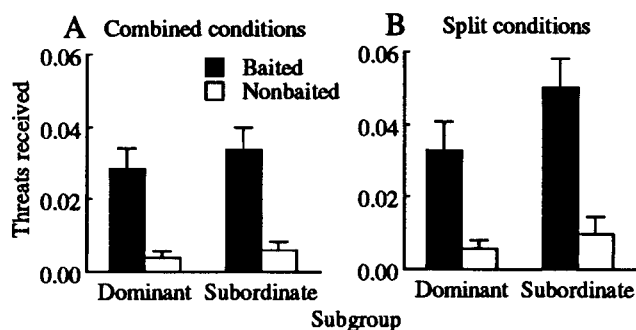 A Combined conditions
0.06
0.04
0.02
0.00
Threats received
Baited
Nonbaited
Dominant Subordinate
B Split conditions
0.06
0.04
0.02
0.00
Dominant Subordinate
Subgroup